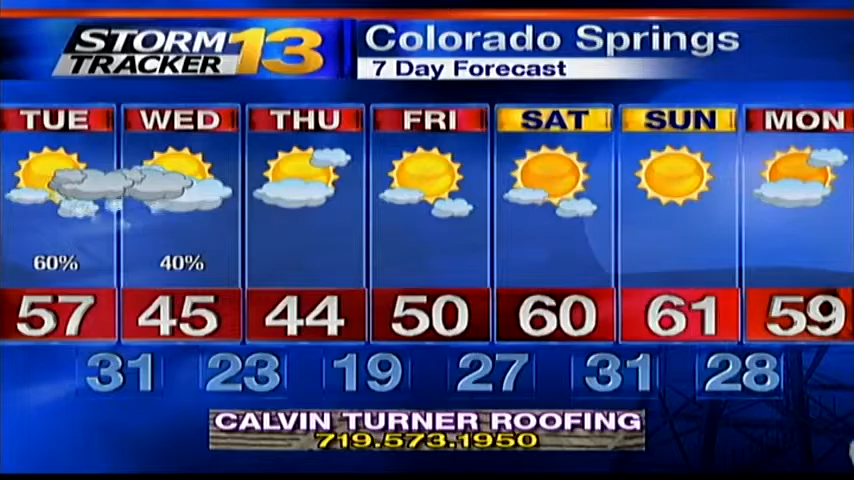 STORM
TRACKER 13
Colorado Springs
7 Day Forecast
TUE WED THU FRI SAT SUN MON
60% 40%
57 45 44 50 60 61 59
31 23 19 27 31 28
CALVIN TURNER ROOFING
719.573.1950